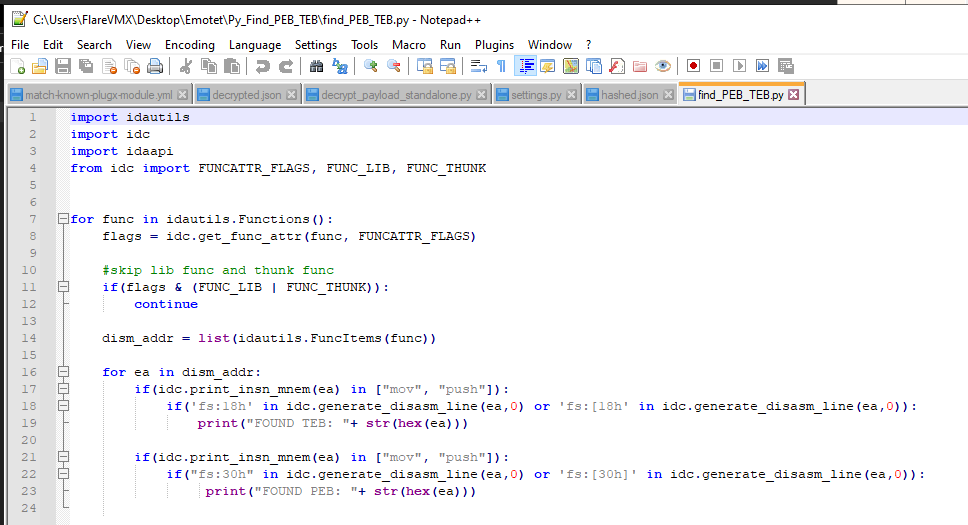 C:\Users\FlareVMX\Desktop\Emotet\Py_Find_PEB_TEB\find_PEB_TEB.py - Notepad++
File Edit Search View Encoding Language Settings Tools Macro Run Plugins Window ?
match-known-plugx-module.yml decrypted.json decrypt_payload_standalone.py settings.py hashed.json find_PEB_TEB.py
1 import idautils
2 import idc
3 import idaapi
4 from idc import FUNCATTR_FLAGS, FUNC_LIB, FUNC_THUNK
5
6
7 for func in idautils.Functions():
8     flags = idc.get_func_attr(func, FUNCATTR_FLAGS)
9
10     #skip lib func and thunk func
11     if(flags & (FUNC_LIB | FUNC_THUNK)):
12         continue
13
14     dism_addr = list(idautils.FuncItems(func))
15
16     for ea in dism_addr:
17         if(idc.print_insn_mnem(ea) in ["mov", "push"]):
18             if('fs:18h' in idc.generate_disasm_line(ea,0) or 'fs:[18h' in idc.generate_disasm_line(ea,0)):
19                 print("FOUND TEB: "+ str(hex(ea)))
20
21         if(idc.print_insn_mnem(ea) in ["mov", "push"]):
22             if("fs:30h" in idc.generate_disasm_line(ea,0) or 'fs:[30h]' in idc.generate_disasm_line(ea,0)):
23                  print("FOUND PEB: "+ str(hex(ea)))
24